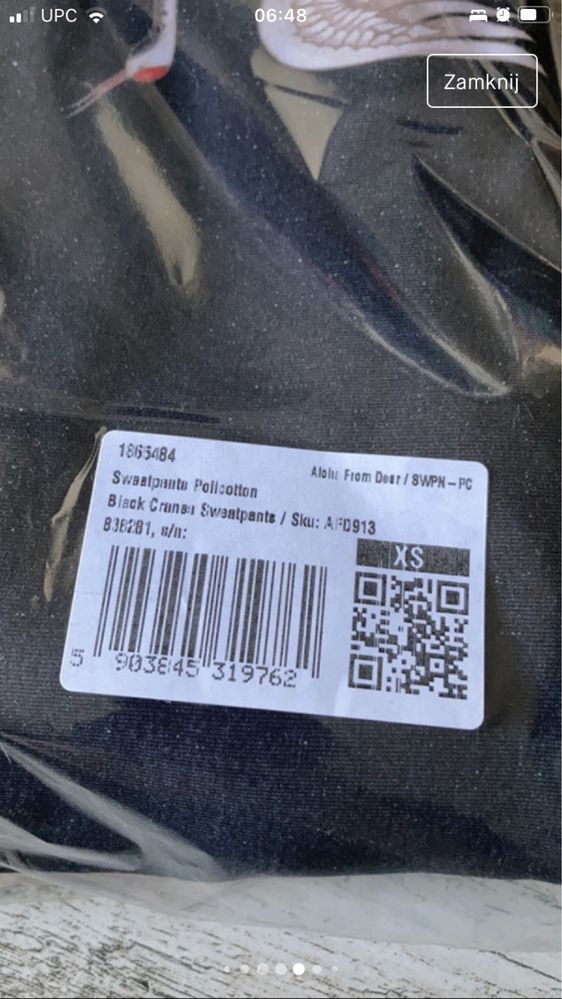 UPC
06:48
Zamknij
1865484
Aloha From Deer / SWPN-PC
Sweatpants Policotton
Black Cranes Sweatpants / Sku: AFD913
838281, s/n:
XS
5 903845 319762